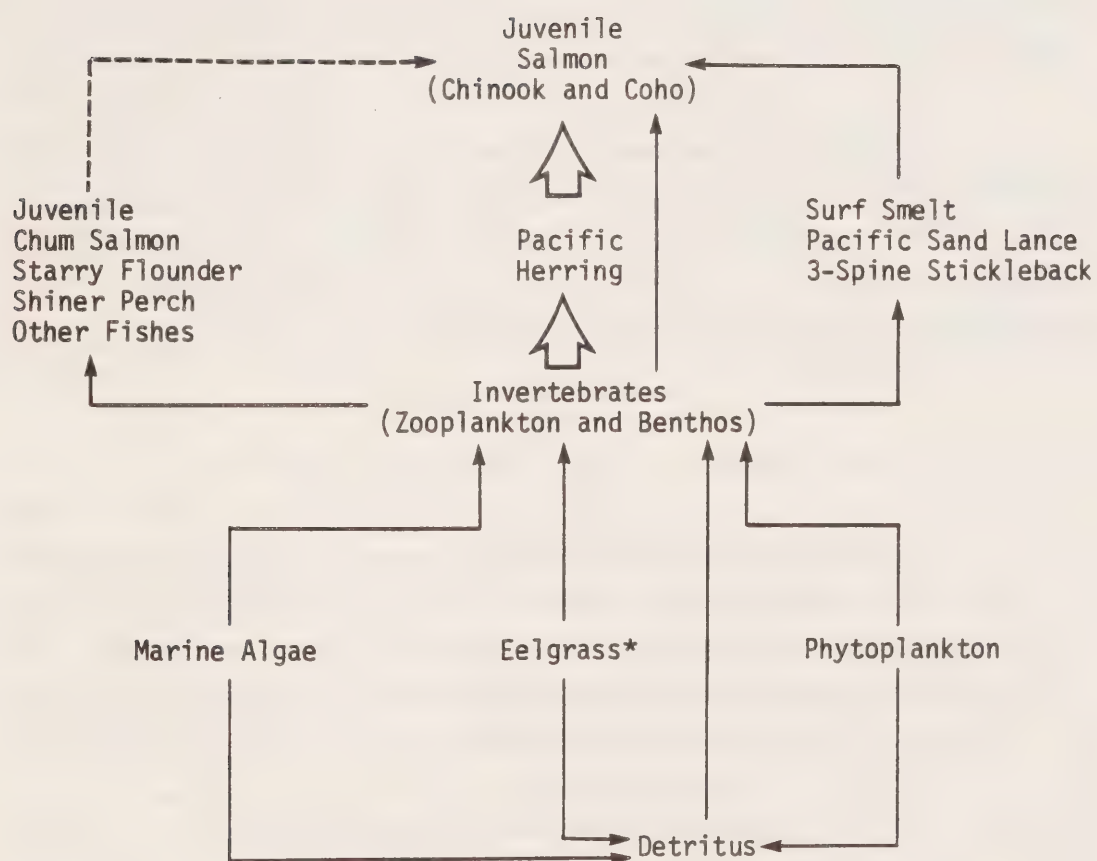 Juvenile
Salmon
(Chinook and Coho)
Juvenile
Chum Salmon
Starry Flounder
Shiner Perch
Other Fishes
Pacific
Herring
Surf Smelt
Pacific Sand Lance
3-Spine Stickleback
Invertebrates
(Zooplankton and Benthos)
Marine Algae
Eelgrass*
Phytoplankton
Detritus